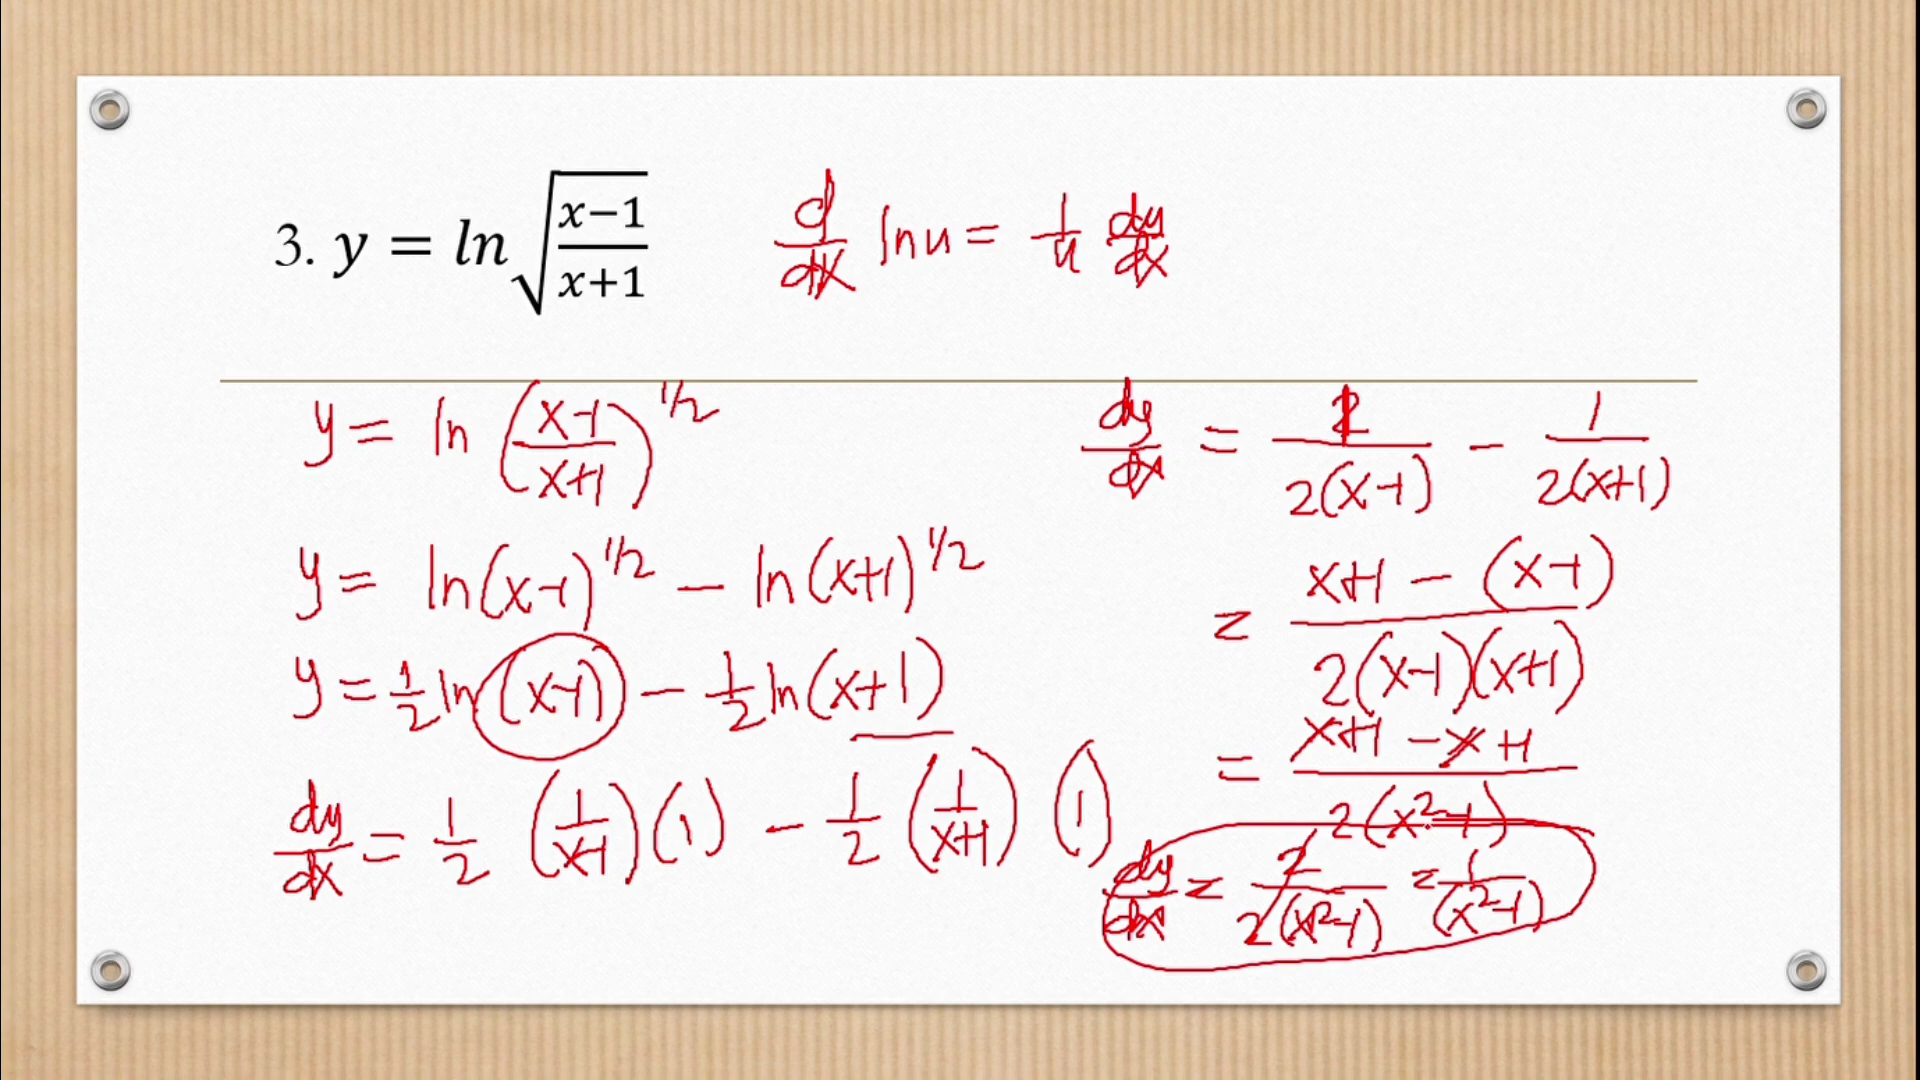 3. y = ln √((x−1)/(x+1))
d/dx ln u = 1/u du/dx
y = ln ((x-1)/(x+1))^1/2
y = ln(x-1)^1/2 − ln(x+1)^1/2
y = 1/2 ln (x-1) − 1/2 ln(x+1)
dy/dx = 1/2 (1/(x-1)) (1) − 1/2 (1/(x+1)) (1)
dy/dx = 1/(2(x-1)) − 1/(2(x+1))
= (x+1 − (x-1))/(2(x-1)(x+1))
= (x+1 − x+1)/(2(x²-1))
dy/dx = 2/(2(x²-1)) = 1/(x²-1)